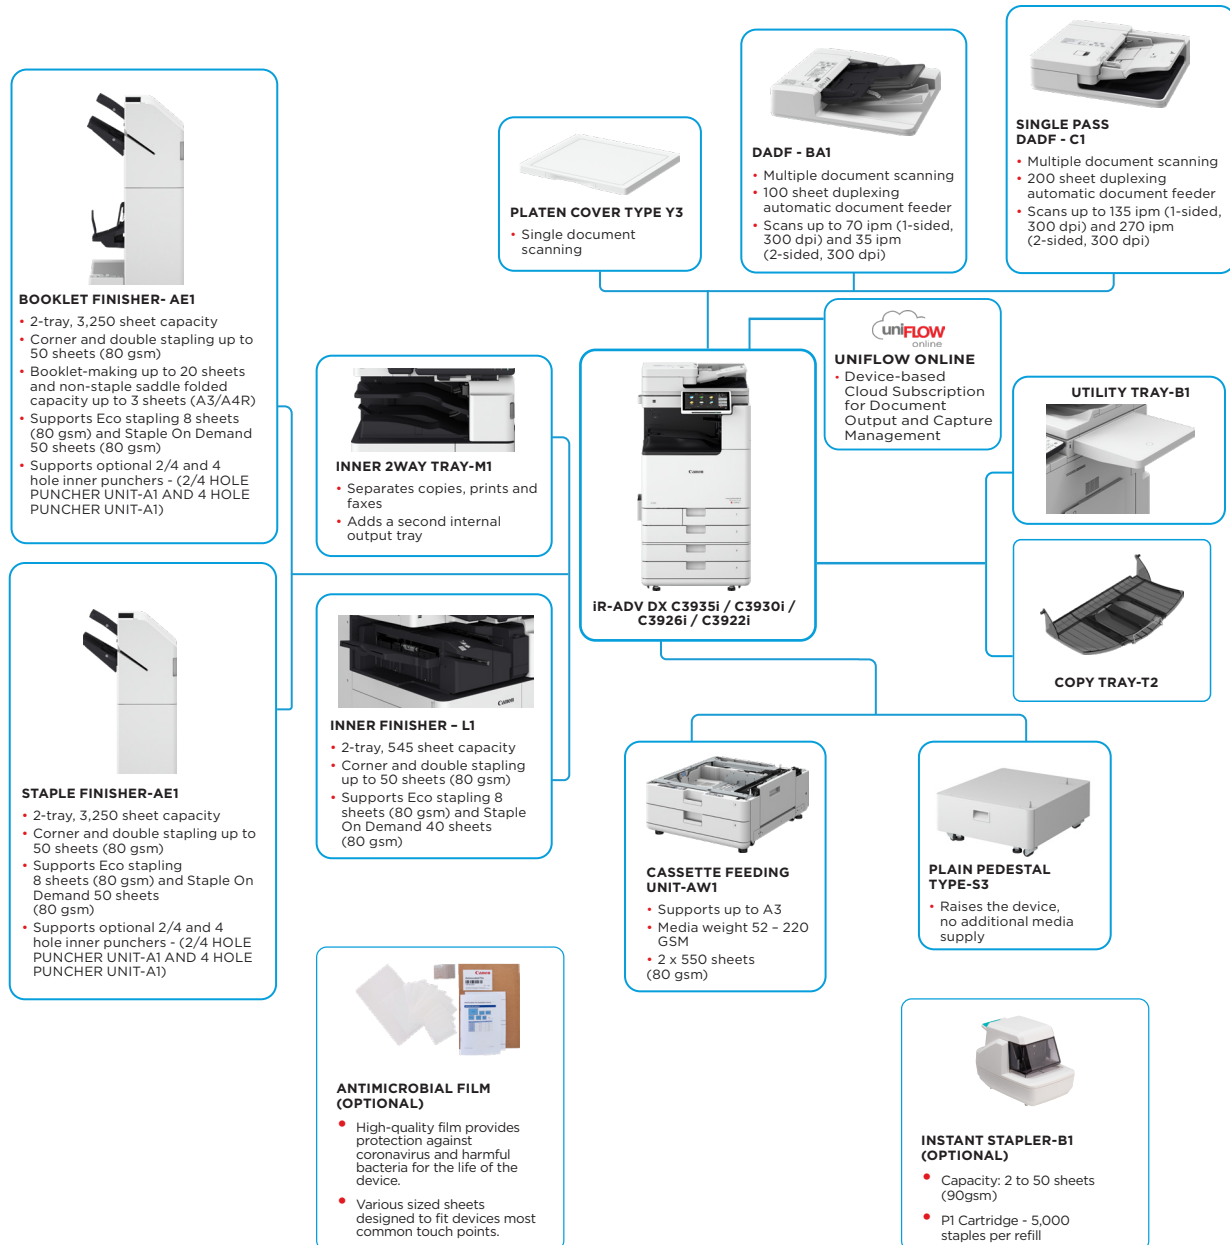 SINGLE PASS
DADF - C1
• Multiple document scanning
• 200 sheet duplexing
automatic document feeder
• Scans up to 135 ipm (1-sided,
300 dpi) and 270 ipm
(2-sided, 300 dpi)
DADF - BA1
• Multiple document scanning
• 100 sheet duplexing
automatic document feeder
• Scans up to 70 ipm (1-sided,
300 dpi) and 35 ipm
(2-sided, 300 dpi)
PLATEN COVER TYPE Y3
• Single document
scanning
BOOKLET FINISHER- AE1
• 2-tray, 3,250 sheet capacity
• Corner and double stapling up to
50 sheets (80 gsm)
• Booklet-making up to 20 sheets
and non-staple saddle folded
capacity up to 3 sheets (A3/A4R)
• Supports Eco stapling 8 sheets
(80 gsm) and Staple On Demand
50 sheets (80 gsm)
• Supports optional 2/4 and 4
hole inner punchers - (2/4 HOLE
PUNCHER UNIT-A1 AND 4 HOLE
PUNCHER UNIT-A1)
uniFLOW
online
UNIFLOW ONLINE
• Device-based
Cloud Subscription
for Document
Output and Capture
Management
UTILITY TRAY-B1
INNER 2WAY TRAY-M1
• Separates copies, prints and
faxes
• Adds a second internal
output tray
Canon
iR-ADV DX C3935i / C3930i /
C3926i / C3922i
COPY TRAY-T2
Canon
INNER FINISHER – L1
• 2-tray, 545 sheet capacity
• Corner and double stapling
up to 50 sheets (80 gsm)
• Supports Eco stapling 8
sheets (80 gsm) and Staple
On Demand 40 sheets
(80 gsm)
STAPLE FINISHER-AE1
• 2-tray, 3,250 sheet capacity
• Corner and double stapling up to
50 sheets (80 gsm)
• Supports Eco stapling
8 sheets (80 gsm) and Staple On
Demand 50 sheets
(80 gsm)
• Supports optional 2/4 and 4
hole inner punchers - (2/4 HOLE
PUNCHER UNIT-A1 AND 4 HOLE
PUNCHER UNIT-A1)
CASSETTE FEEDING
UNIT-AW1
• Supports up to A3
• Media weight 52 – 220
GSM
• 2 x 550 sheets
(80 gsm)
PLAIN PEDESTAL
TYPE-S3
• Raises the device,
no additional media
supply
Canon
ANTIMICROBIAL FILM
(OPTIONAL)
• High-quality film provides
protection against
coronavirus and harmful
bacteria for the life of the
device.
• Various sized sheets
designed to fit devices most
common touch points.
INSTANT STAPLER-B1
(OPTIONAL)
• Capacity: 2 to 50 sheets
(90gsm)
• P1 Cartridge - 5,000
staples per refill